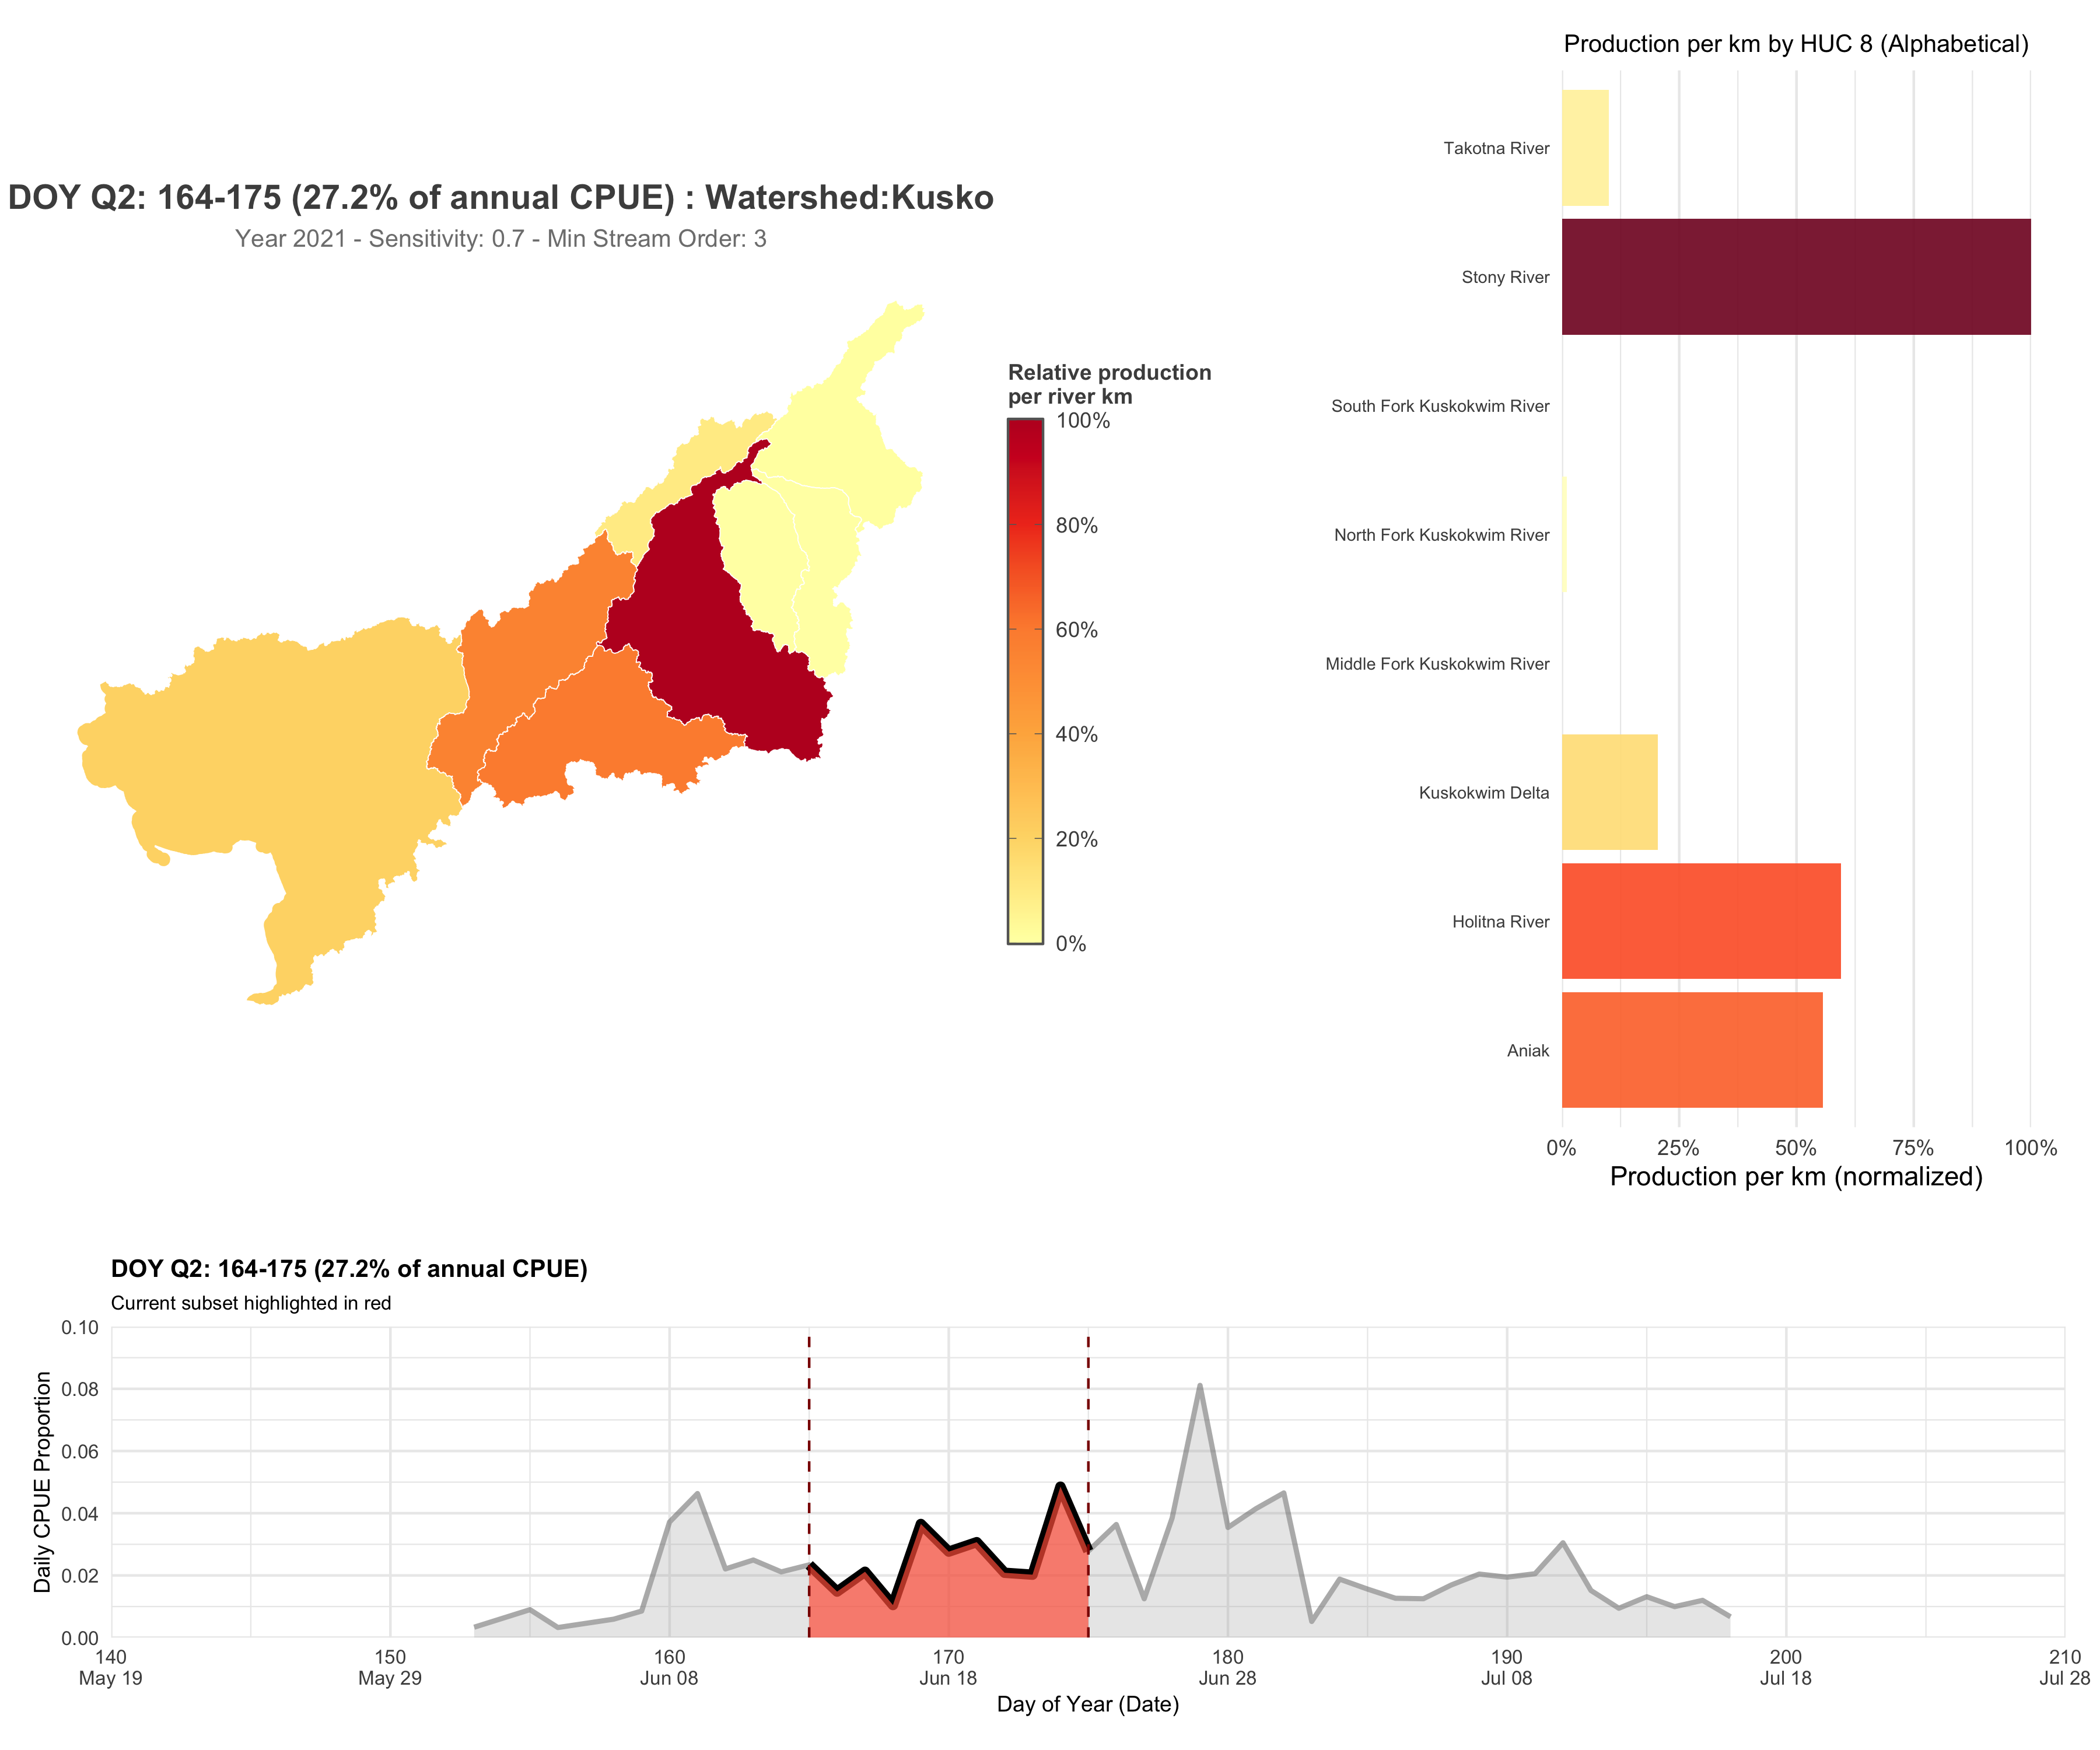 Production per km by HUC 8 (Alphabetical)
Takotna River
Stony River
South Fork Kuskokwim River
North Fork Kuskokwim River
Middle Fork Kuskokwim River
Kuskokwim Delta
Holitna River
Aniak
0% 25% 50% 75% 100%
Production per km (normalized)
DOY Q2: 164-175 (27.2% of annual CPUE) : Watershed:Kusko
Year 2021 - Sensitivity: 0.7 - Min Stream Order: 3
Relative production
per river km
100%
80%
60%
40%
20%
0%
DOY Q2: 164-175 (27.2% of annual CPUE)
Current subset highlighted in red
Daily CPUE Proportion
0.10
0.08
0.06
0.04
0.02
0.00
140 150 160 170 180 190 200 210
May 19 May 29 Jun 08 Jun 18 Jun 28 Jul 08 Jul 18 Jul 28
Day of Year (Date)